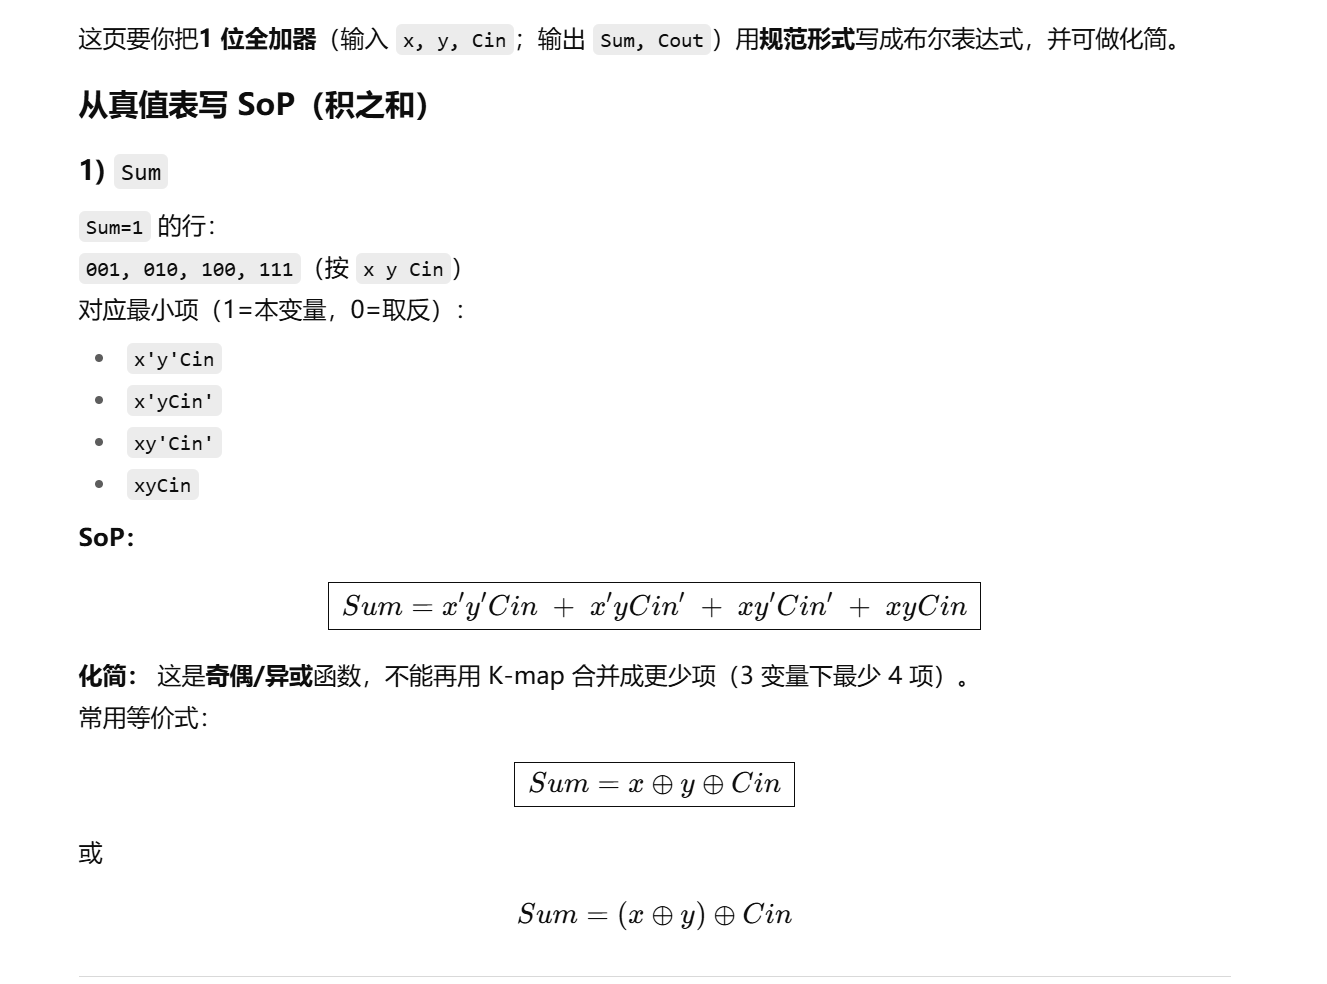 这页要你把1 位全加器（输入 x, y, Cin；输出 Sum, Cout）用规范形式写成布尔表达式，并可做化简。
从真值表写 SoP（积之和）
1) Sum
Sum=1 的行：
001, 010, 100, 111（按 x y Cin）
对应最小项（1=本变量，0=取反）：
• x'y'Cin
• x'yCin'
• xy'Cin'
• xyCin
SoP：
Sum = x′y′Cin + x′yCin′ + xy′Cin′ + xyCin
化简： 这是奇偶/异或函数，不能再用 K-map 合并成更少项（3 变量下最少 4 项）。
常用等价式：
Sum = x ⊕ y ⊕ Cin
或
Sum = (x ⊕ y) ⊕ Cin